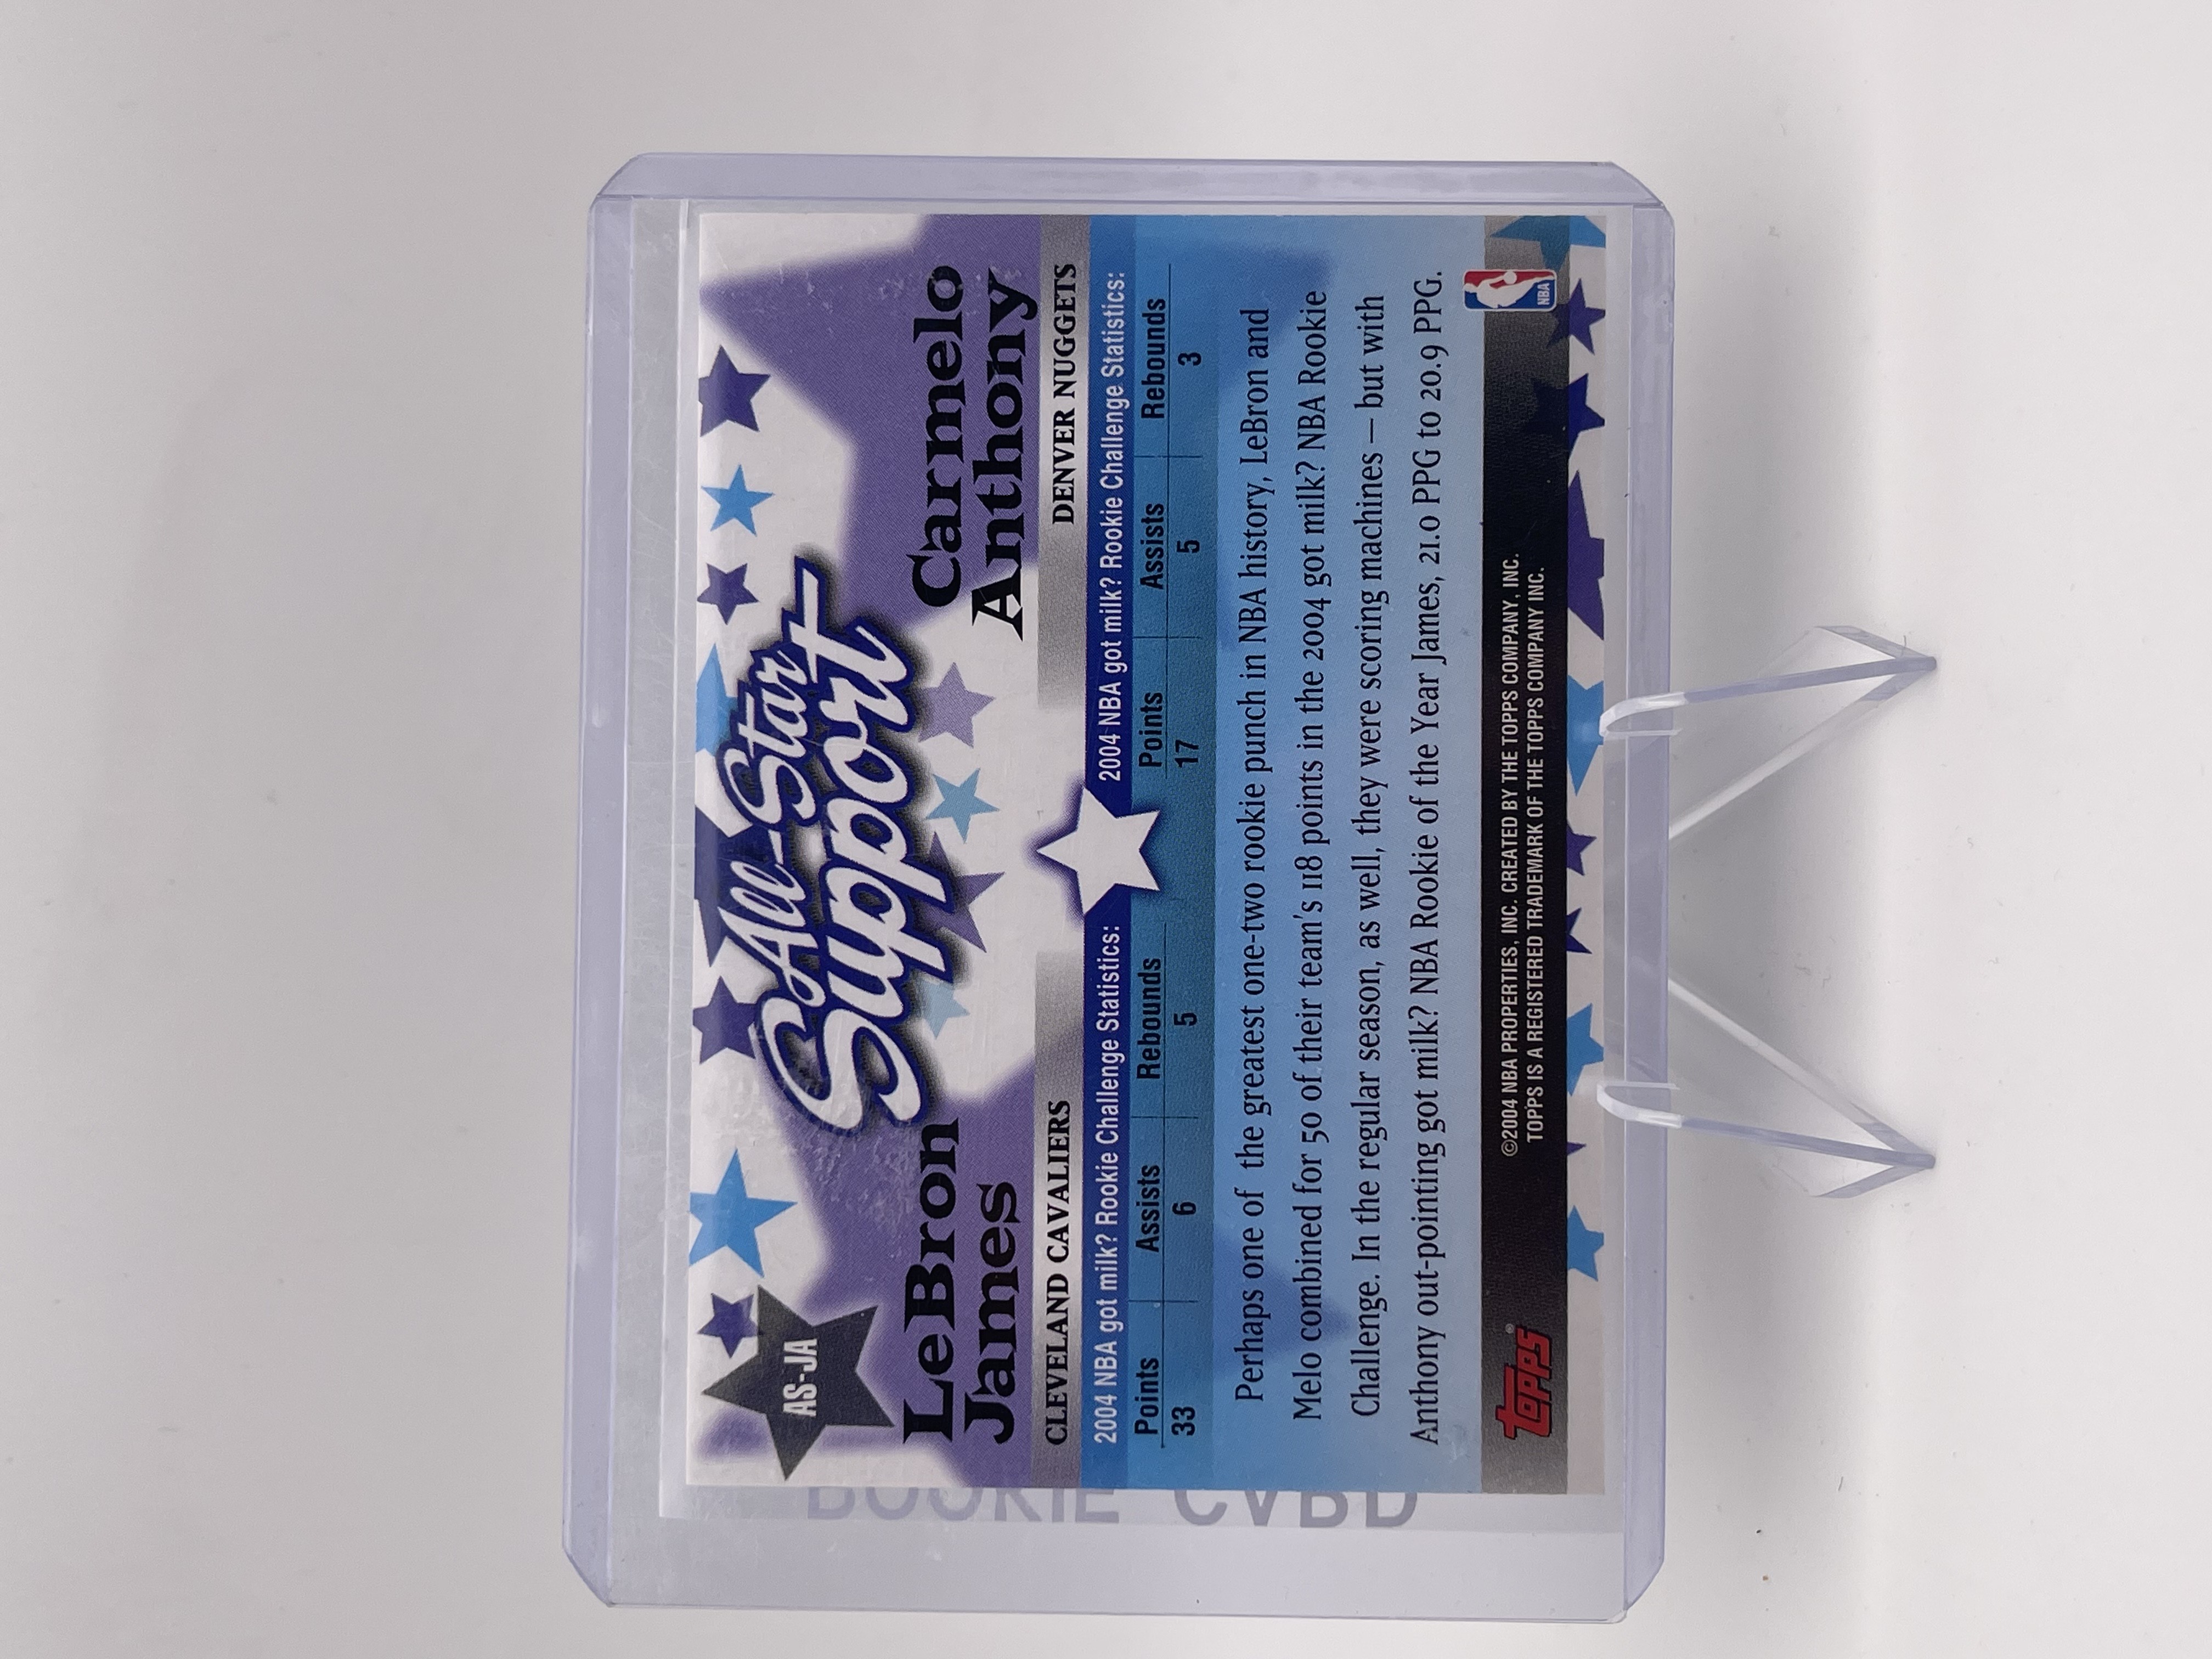 AS-JA
All-Star
Support
LeBron
James
Carmelo
Anthony
CLEVELAND CAVALIERS
DENVER NUGGETS
2004 NBA got milk? Rookie Challenge Statistics:
2004 NBA got milk? Rookie Challenge Statistics:
Points Assists Rebounds
33 6 5
Points Assists Rebounds
17 5 3
Perhaps one of the greatest one-two rookie punch in NBA history, LeBron and
Melo combined for 50 of their team's 118 points in the 2004 got milk? NBA Rookie
Challenge. In the regular season, as well, they were scoring machines — but with
Anthony out-pointing got milk? NBA Rookie of the Year James, 21.0 PPG to 20.9 PPG.
topps®
©2004 NBA PROPERTIES, INC. CREATED BY THE TOPPS COMPANY, INC.
TOPPS IS A REGISTERED TRADEMARK OF THE TOPPS COMPANY INC.
NBA
ROOKIE CARD